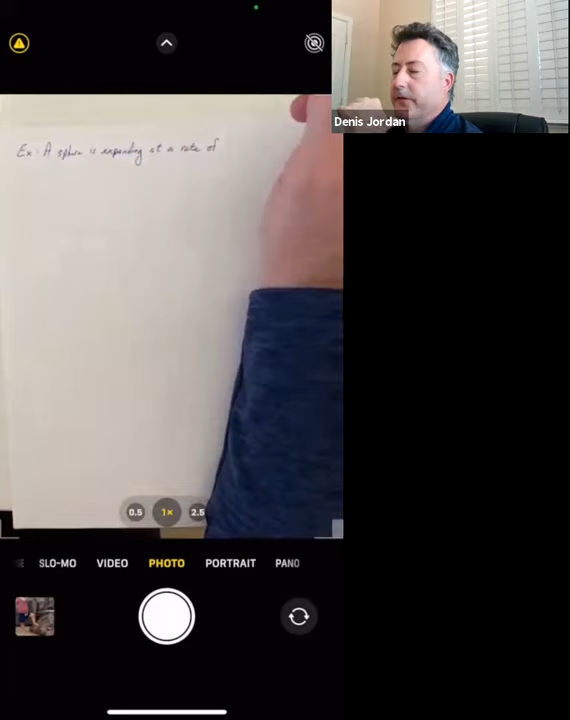 Denis Jordan
Ex: A sphere is expanding at a rate of
0.5 1× 2.5
SLO-MO VIDEO PHOTO PORTRAIT PANO